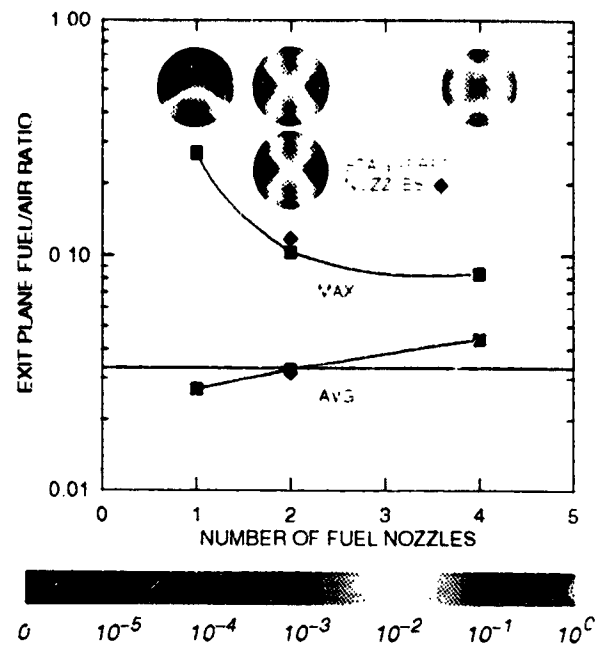 EXIT PLANE FUEL/AIR RATIO
1 00
0 10
0.01
NOZZLES
MAX
AVG
0 1 2 3 4 5
NUMBER OF FUEL NOZZLES
0 10⁻⁵ 10⁻⁴ 10⁻³ 10⁻² 10⁻¹ 10⁰